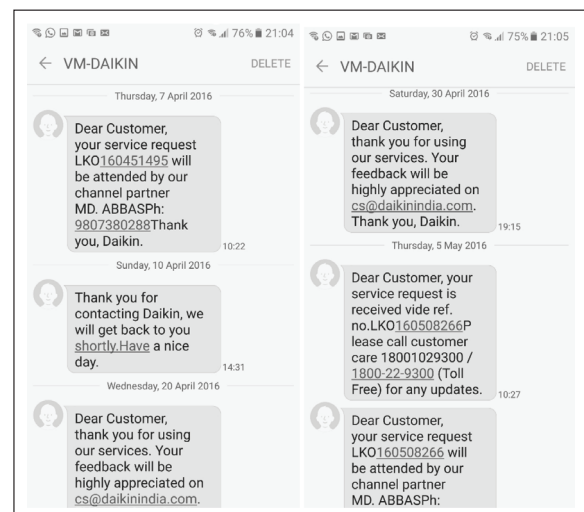 76% 21:04
VM-DAIKIN DELETE
Thursday, 7 April 2016
Dear Customer,
your service request
LKO160451495 will
be attended by our
channel partner
MD. ABBASPh:
9807380288Thank
you, Daikin.
10:22
Sunday, 10 April 2016
Thank you for
contacting Daikin, we
will get back to you
shortly.Have a nice
day.
14:31
Wednesday, 20 April 2016
Dear Customer,
thank you for using
our services. Your
feedback will be
highly appreciated on
cs@daikinindia.com.
75% 21:05
VM-DAIKIN DELETE
Saturday, 30 April 2016
Dear Customer,
thank you for using
our services. Your
feedback will be
highly appreciated on
cs@daikinindia.com.
Thank you, Daikin.
19:15
Thursday, 5 May 2016
Dear Customer, your
service request is
received vide ref.
no.LKO160508266P
lease call customer
care 18001029300 /
1800-22-9300 (Toll
Free) for any updates.
10:27
Dear Customer,
your service request
LKO160508266 will
be attended by our
channel partner
MD. ABBASPh: